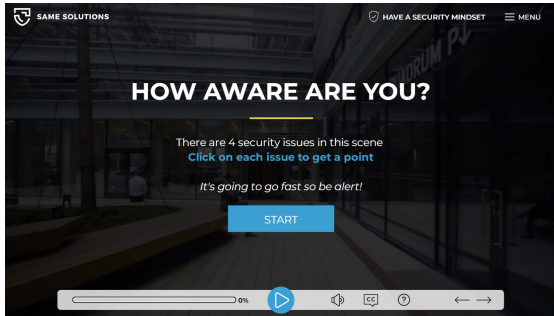 SAME SOLUTIONS
HAVE A SECURITY MINDSET
MENU
HOW AWARE ARE YOU?
There are 4 security issues in this scene
Click on each issue to get a point
It's going to go fast so be alert!
START
0%
CC
?